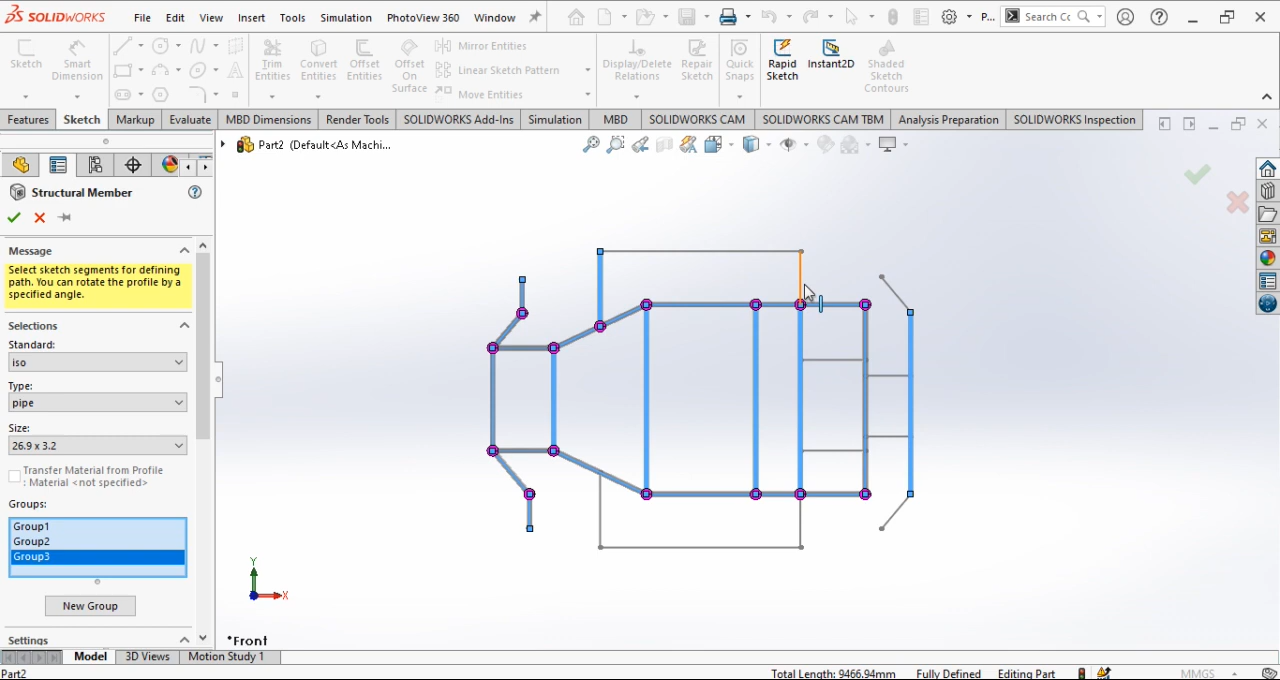 SOLIDWORKS File Edit View Insert Tools Simulation PhotoView 360 Window P... Search Cc
Sketch Smart Dimension Trim Entities Convert Entities Offset Entities Offset On Surface Mirror Entities Linear Sketch Pattern Move Entities Display/Delete Relations Repair Sketch Quick Snaps Rapid Sketch Instant2D Shaded Sketch Contours
Features Sketch Markup Evaluate MBD Dimensions Render Tools SOLIDWORKS Add-Ins Simulation MBD SOLIDWORKS CAM SOLIDWORKS CAM TBM Analysis Preparation SOLIDWORKS Inspection
Part2 (Default<As Machi...
Structural Member
Message
Select sketch segments for defining
path. You can rotate the profile by a
specified angle.
Selections
Standard:
iso
Type:
pipe
Size:
26.9 x 3.2
Transfer Material from Profile
: Material <not specified>
Groups:
Group1
Group2
Group3
New Group
Settings
Y
X
*Front
Model 3D Views Motion Study 1
Part2 Total Length: 9466.94mm Fully Defined Editing Part MMGS